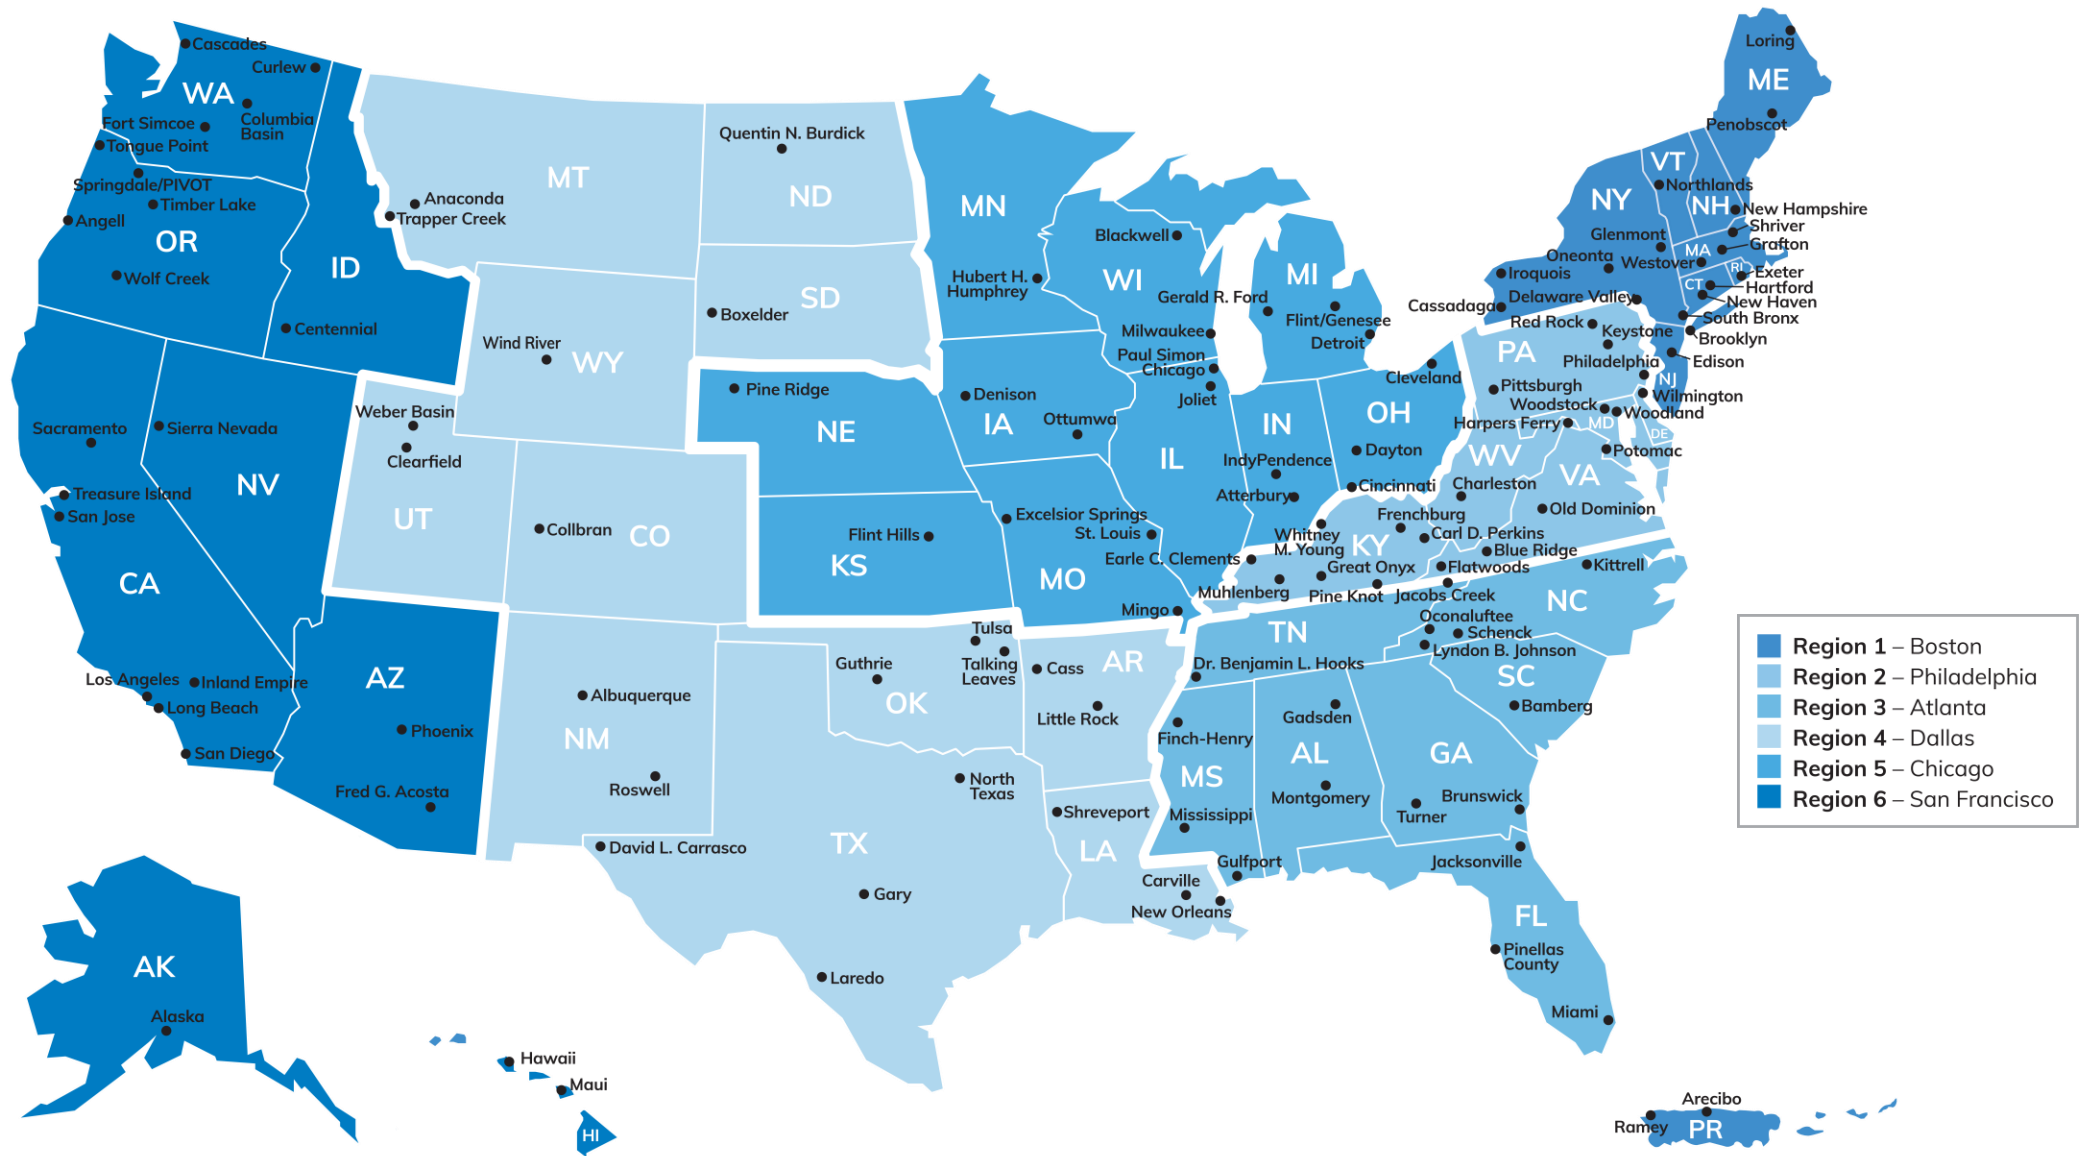 Cascades
Curlew
WA
Columbia
Basin
Fort Simcoe
Tongue Point
Springdale/PIVOT
Timber Lake
Angell
OR
Wolf Creek
ID
Centennial
Sacramento
Sierra Nevada
NV
Treasure Island
San Jose
CA
Los Angeles
Inland Empire
Long Beach
San Diego
AZ
Phoenix
Fred G. Acosta
AK
Alaska
Hawaii
Maui
HI
MT
Anaconda
Trapper Creek
Quentin N. Burdick
ND
SD
Boxelder
Wind River
WY
Weber Basin
Clearfield
UT
Collbran
CO
Albuquerque
NM
Roswell
David L. Carrasco
Tulsa
Talking
Leaves
Guthrie
OK
Cass
AR
Little Rock
North
Texas
TX
Gary
Laredo
Shreveport
LA
Carville
New Orleans
MN
Hubert H.
Humphrey
Blackwell
WI
Milwaukee
Gerald R. Ford
MI
Flint/Genesee
Detroit
Paul Simon
Chicago
Joliet
Pine Ridge
NE
Denison
IA
Ottumwa
IL
IN
IndyPendence
Atterbury
Cleveland
OH
Dayton
Cincinnati
Flint Hills
KS
Excelsior Springs
St. Louis
MO
Mingo
Earle C. Clements
Whitney
M. Young
Frenchburg
KY
Carl D. Perkins
Great Onyx
Muhlenberg
Pine Knot
Blue Ridge
Flatwoods
Jacobs Creek
Charleston
WV
VA
Old Dominion
Harpers Ferry
Woodstock
Woodland
MD
DE
Potomac
Wilmington
Pittsburgh
PA
Red Rock
Keystone
Philadelphia
NJ
Edison
Loring
ME
Penobscot
VT
Northlands
NH
New Hampshire
Shriver
MA
Grafton
Westover
RI
Exeter
CT
Hartford
New Haven
NY
Glenmont
Oneonta
Iroquois
Cassadaga
Delaware Valley
South Bronx
Brooklyn
Kittrell
NC
Oconaluftee
Schenck
Lyndon B. Johnson
TN
Dr. Benjamin L. Hooks
SC
Bamberg
Finch-Henry
MS
Mississippi
Gulfport
Gadsden
AL
Montgomery
GA
Brunswick
Turner
Jacksonville
FL
Pinellas
County
Miami
Arecibo
Ramey
PR
Region 1 – Boston
Region 2 – Philadelphia
Region 3 – Atlanta
Region 4 – Dallas
Region 5 – Chicago
Region 6 – San Francisco